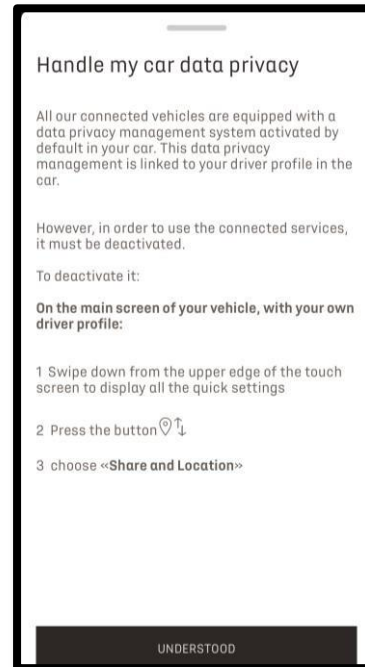 Handle my car data privacy
All our connected vehicles are equipped with a
data privacy management system activated by
default in your car. This data privacy
management is linked to your driver profile in the
car.
However, in order to use the connected services,
it must be deactivated.
To deactivate it:
On the main screen of your vehicle, with your own
driver profile:
1 Swipe down from the upper edge of the touch
screen to display all the quick settings
2 Press the button
3 choose «Share and Location»
UNDERSTOOD